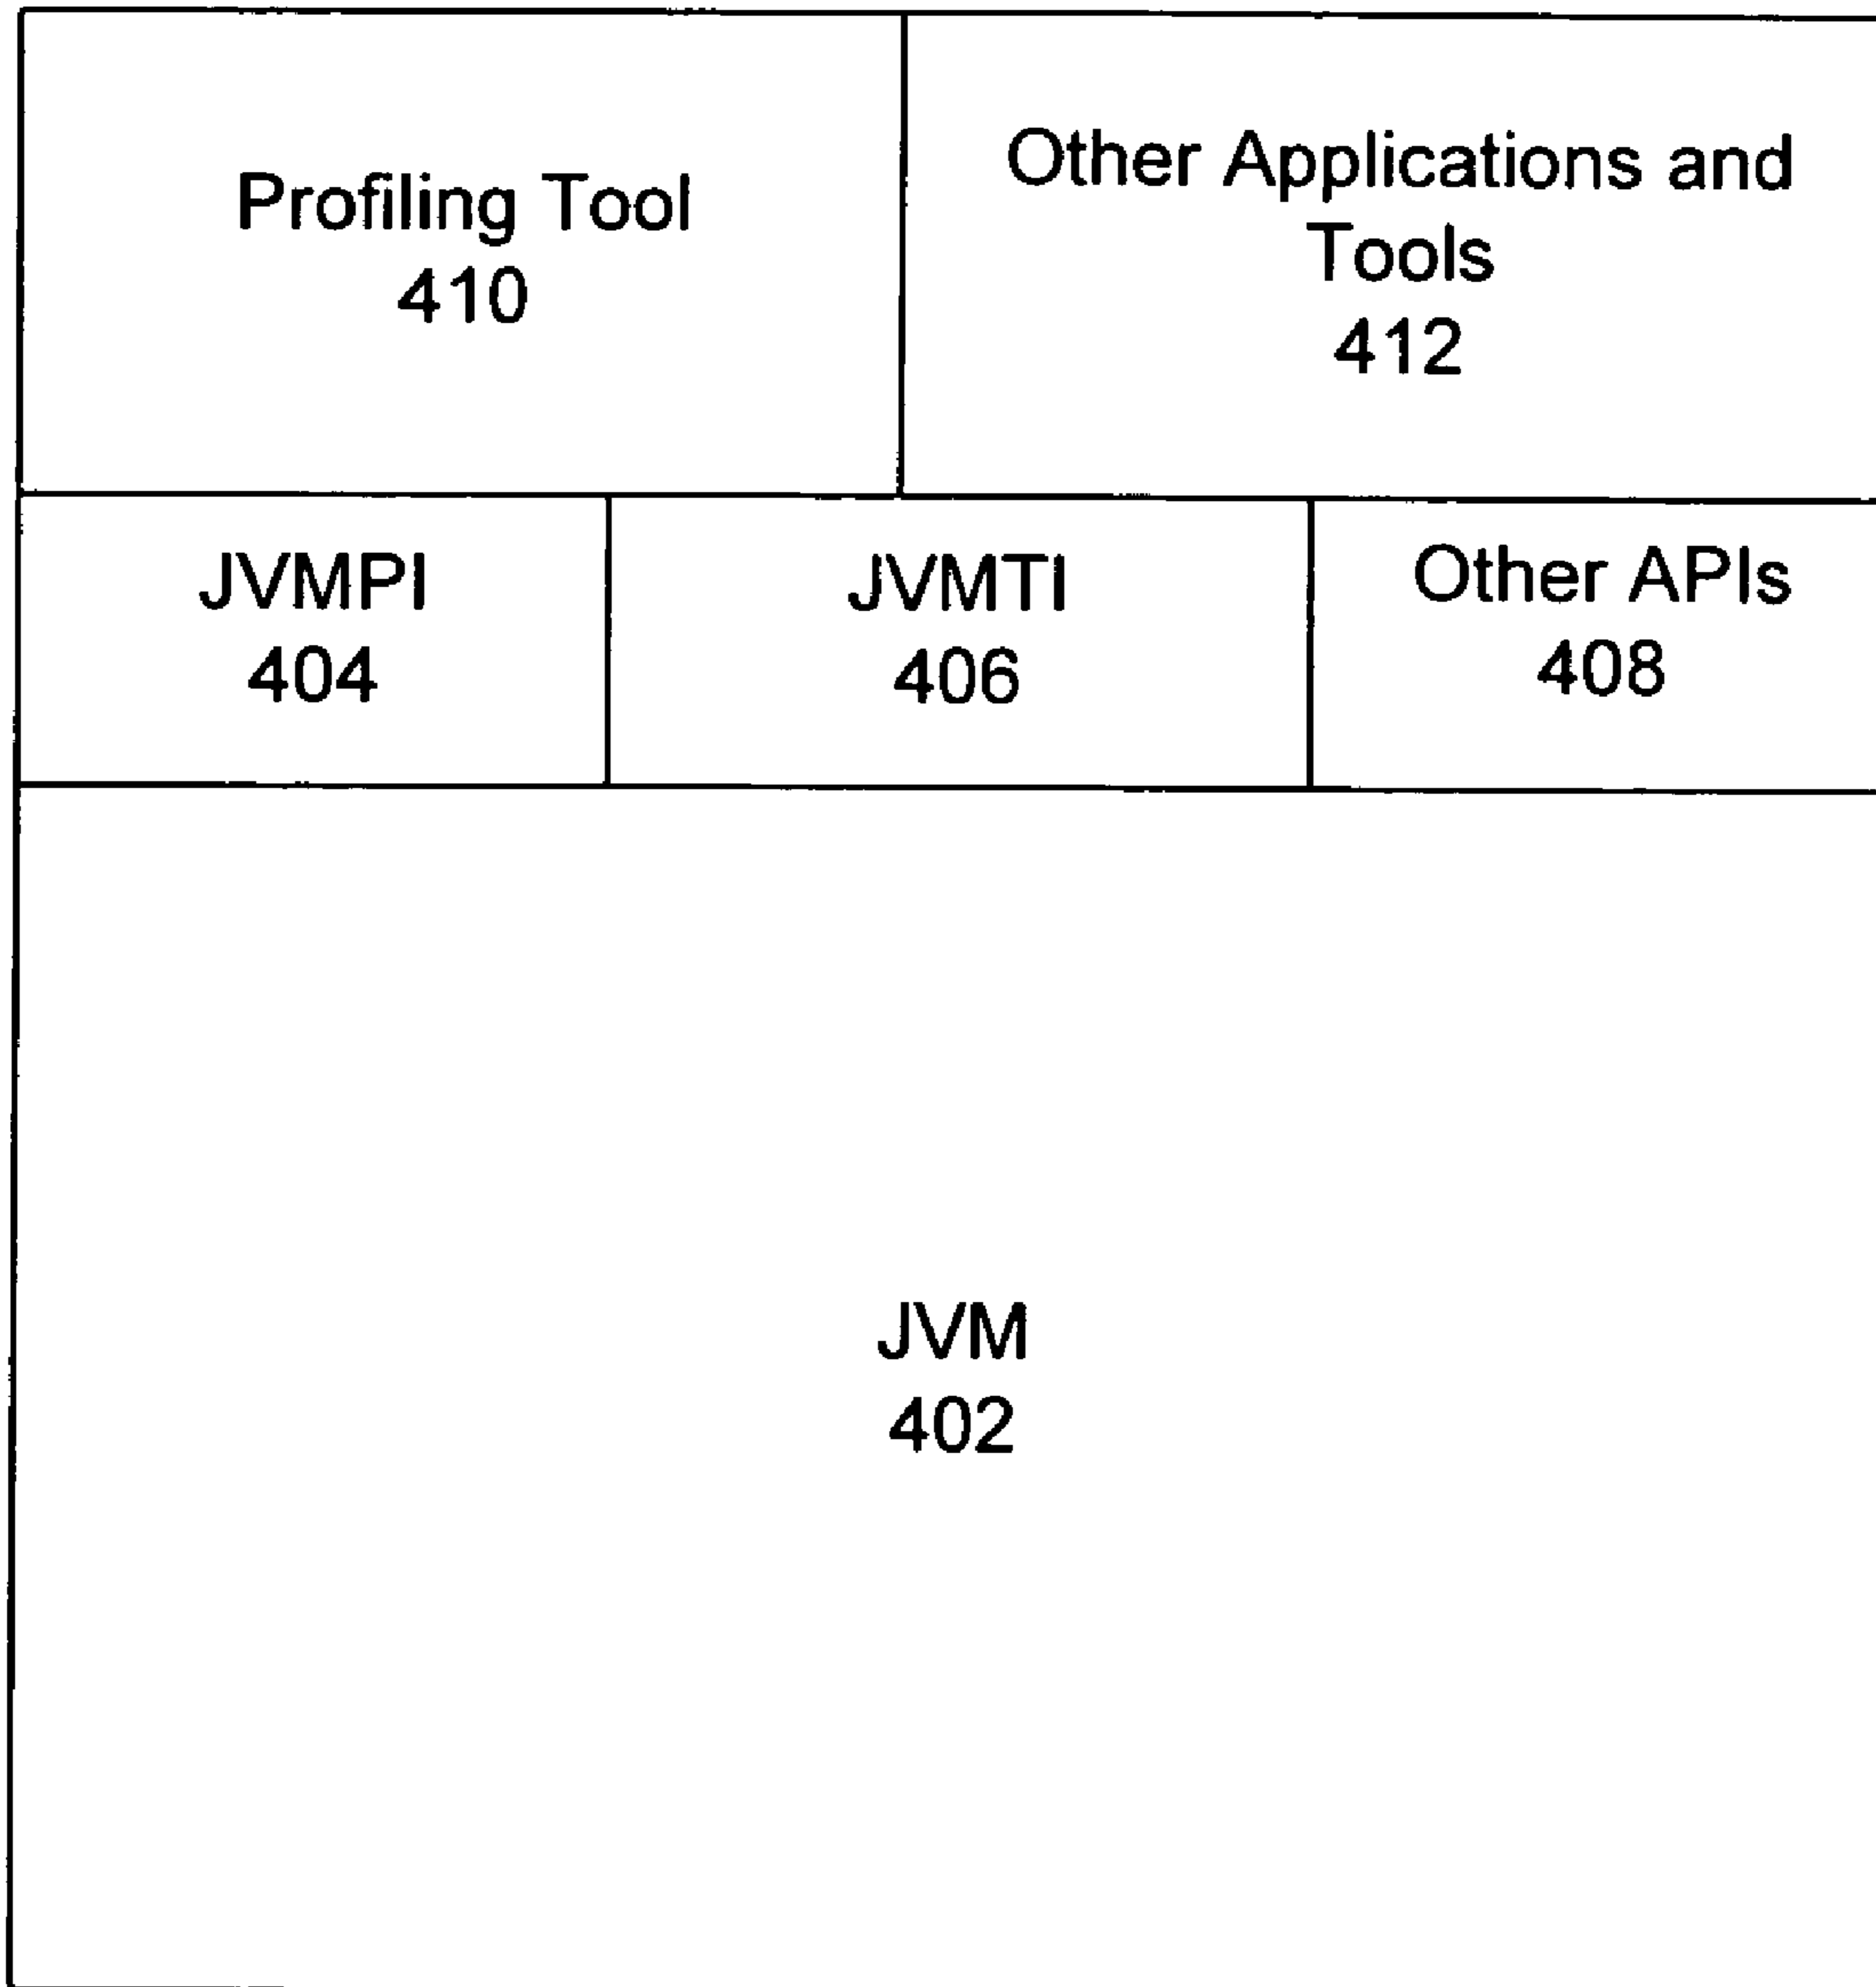 Profiling Tool
410
Other Applications and
Tools
412
JVMPI
404
JVMTI
406
Other APIs
408
JVM
402